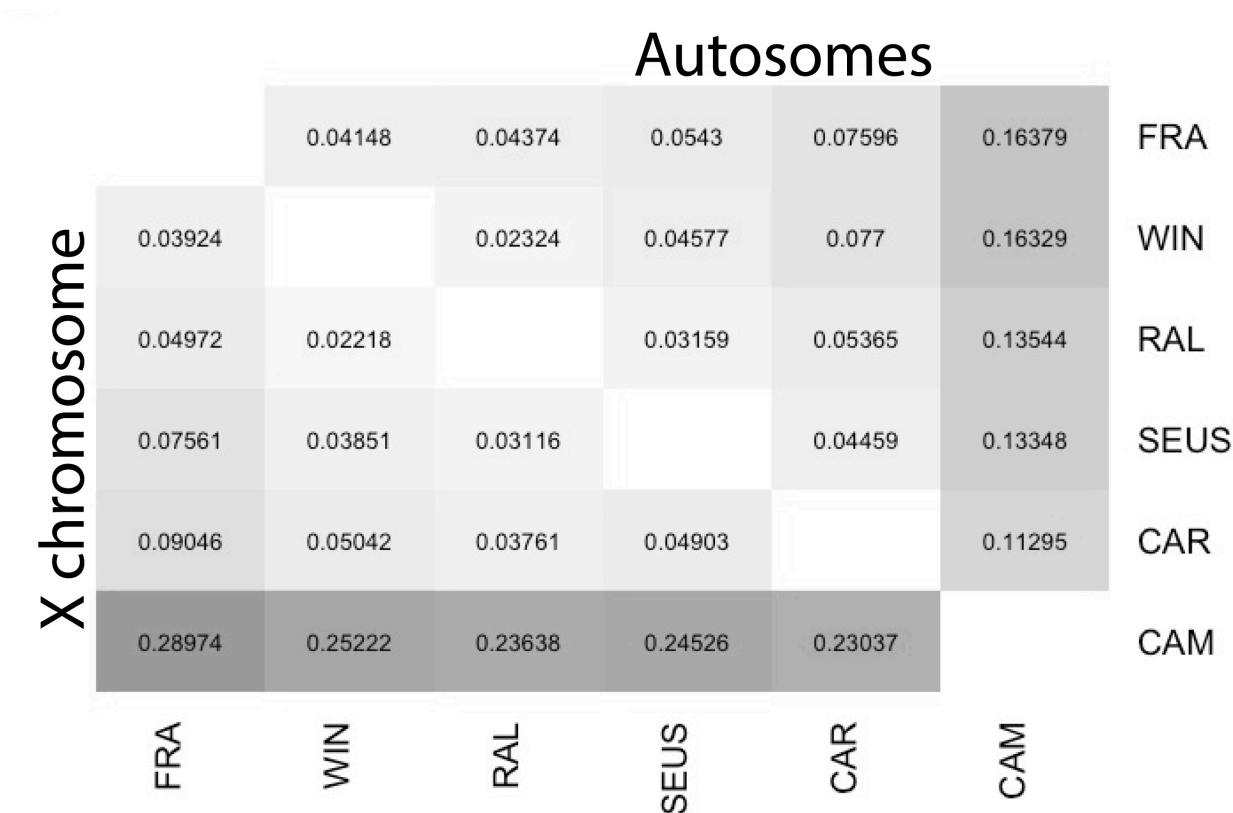 Autosomes
0.04148 0.04374 0.0543 0.07596 0.16379 FRA
0.03924 0.02324 0.04577 0.077 0.16329 WIN
0.04972 0.02218 0.03159 0.05365 0.13544 RAL
0.07561 0.03851 0.03116 0.04459 0.13348 SEUS
0.09046 0.05042 0.03761 0.04903 0.11295 CAR
0.28974 0.25222 0.23638 0.24526 0.23037 CAM
X chromosome
FRA WIN RAL SEUS CAR CAM